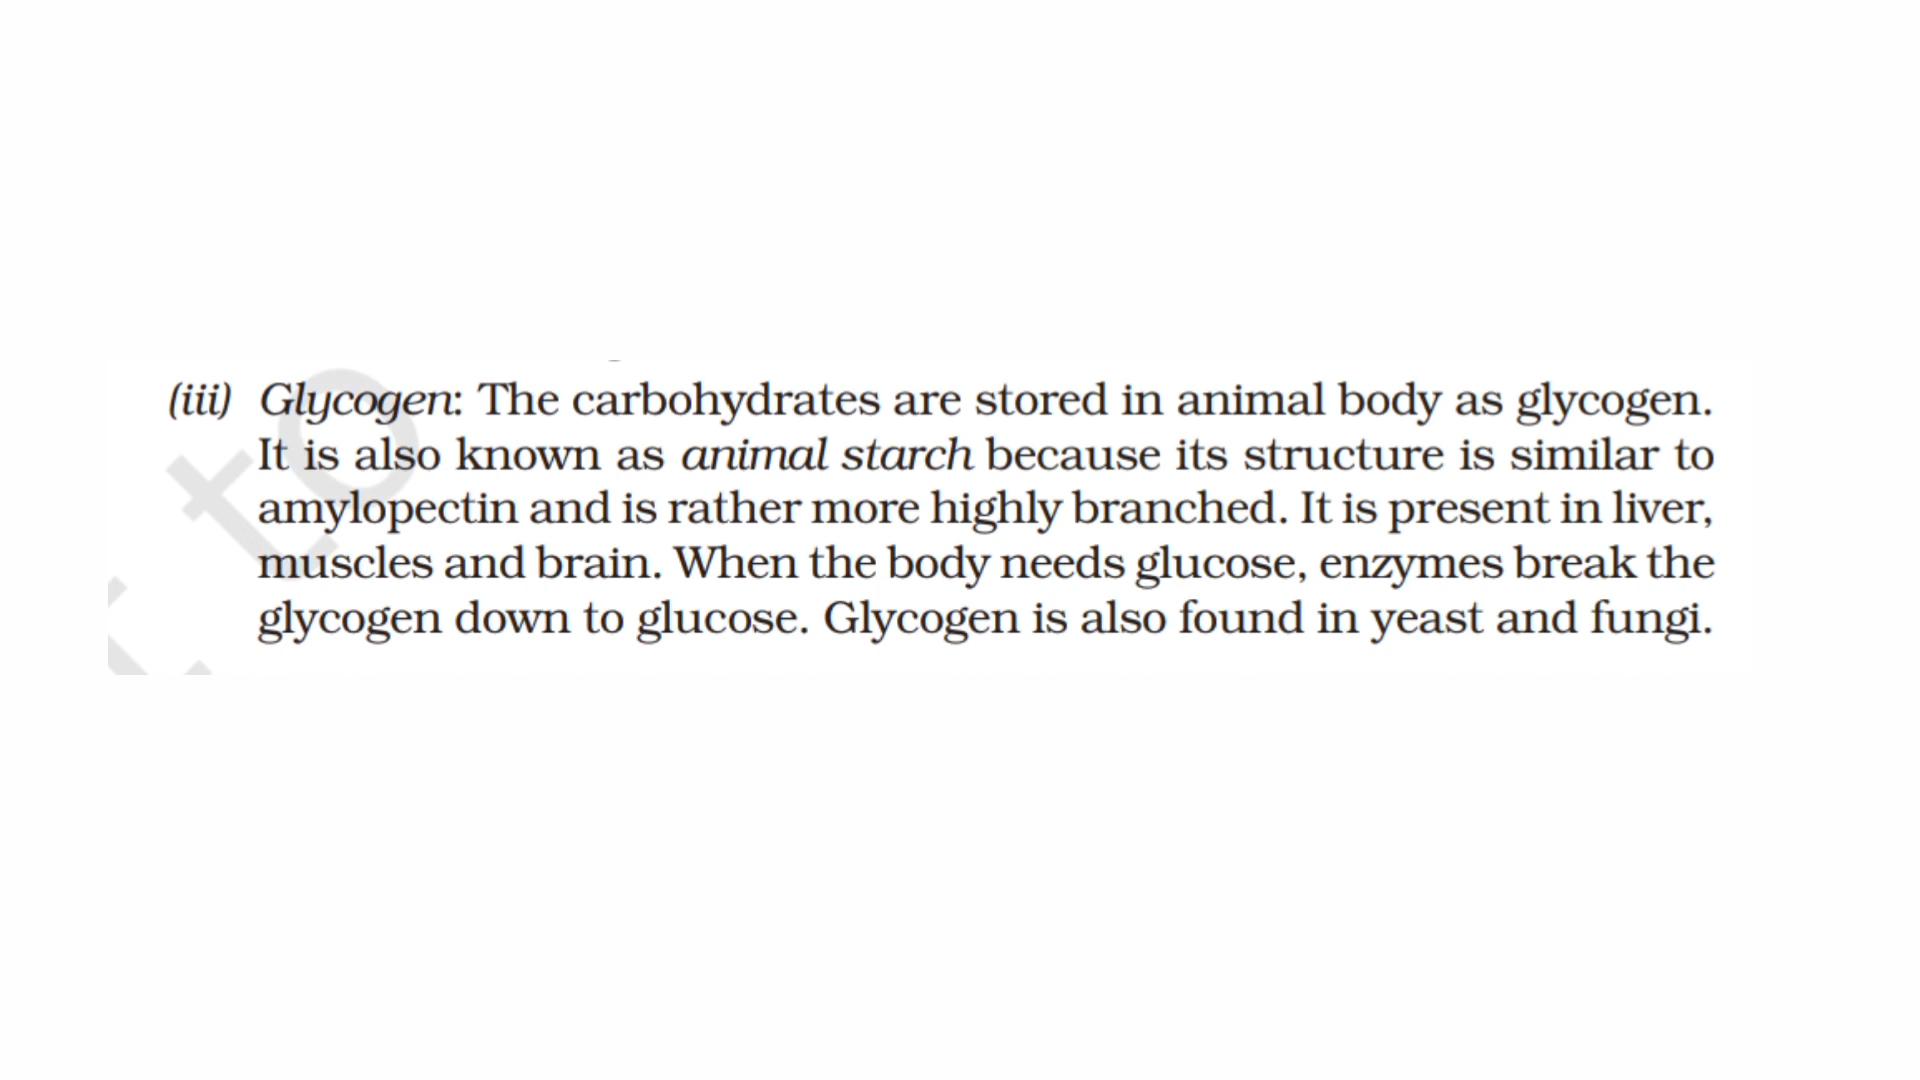 (iii) Glycogen: The carbohydrates are stored in animal body as glycogen.
It is also known as animal starch because its structure is similar to
amylopectin and is rather more highly branched. It is present in liver,
muscles and brain. When the body needs glucose, enzymes break the
glycogen down to glucose. Glycogen is also found in yeast and fungi.
to